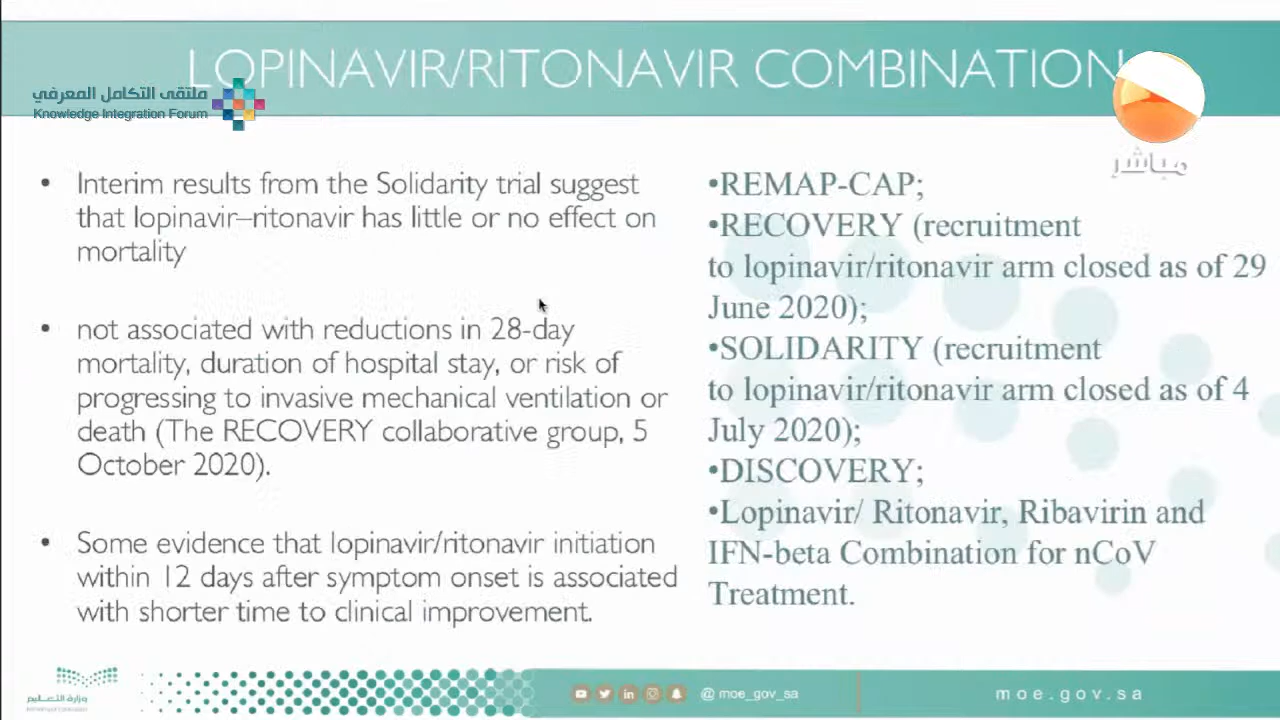 LOPINAVIR/RITONAVIR COMBINATION
ملتقى التكامل المعرفي
Knowledge Integration Forum
مباشر
• Interim results from the Solidarity trial suggest
that lopinavir–ritonavir has little or no effect on
mortality
• not associated with reductions in 28-day
mortality, duration of hospital stay, or risk of
progressing to invasive mechanical ventilation or
death (The RECOVERY collaborative group, 5
October 2020).
• Some evidence that lopinavir/ritonavir initiation
within 12 days after symptom onset is associated
with shorter time to clinical improvement.
•REMAP-CAP;
•RECOVERY (recruitment
to lopinavir/ritonavir arm closed as of 29
June 2020);
•SOLIDARITY (recruitment
to lopinavir/ritonavir arm closed as of 4
July 2020);
•DISCOVERY;
•Lopinavir/ Ritonavir, Ribavirin and
IFN-beta Combination for nCoV
Treatment.
وزارة التعليم
@moe_gov_sa
moe.gov.sa